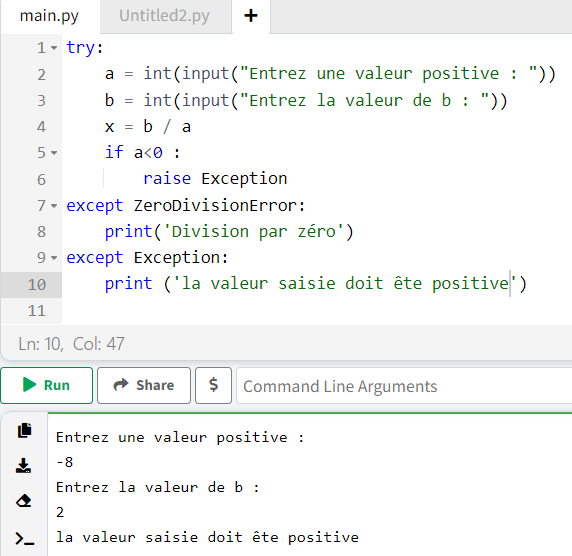 main.py Untitled2.py +
1 try:
2 a = int(input("Entrez une valeur positive : "))
3 b = int(input("Entrez la valeur de b : "))
4 x = b / a
5 if a<0 :
6 raise Exception
7 except ZeroDivisionError:
8 print('Division par zéro')
9 except Exception:
10 print ('la valeur saisie doit ête positive')
11
Ln: 10, Col: 47
Run Share $ Command Line Arguments
Entrez une valeur positive :
-8
Entrez la valeur de b :
2
la valeur saisie doit ête positive